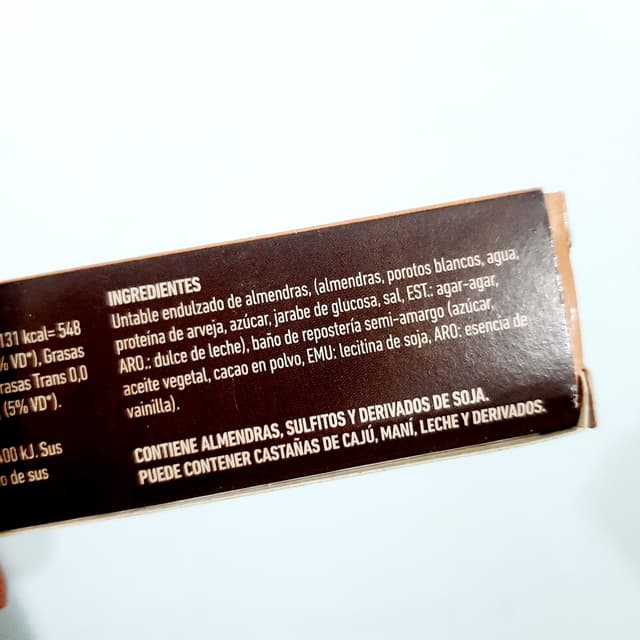 131 kcal= 548
% VD*). Grasas
rasas Trans 0,0
(5% VD*).
400 kJ. Sus
o de sus
INGREDIENTES
Untable endulzado de almendras, (almendras, porotos blancos, agua,
proteína de arveja, azúcar, jarabe de glucosa, sal, EST.: agar-agar,
ARO.: dulce de leche), baño de repostería semi-amargo (azúcar,
aceite vegetal, cacao en polvo, EMU: lecitina de soja, ARO: esencia de
vainilla).
CONTIENE ALMENDRAS, SULFITOS Y DERIVADOS DE SOJA.
PUEDE CONTENER CASTAÑAS DE CAJÚ, MANÍ, LECHE Y DERIVADOS.